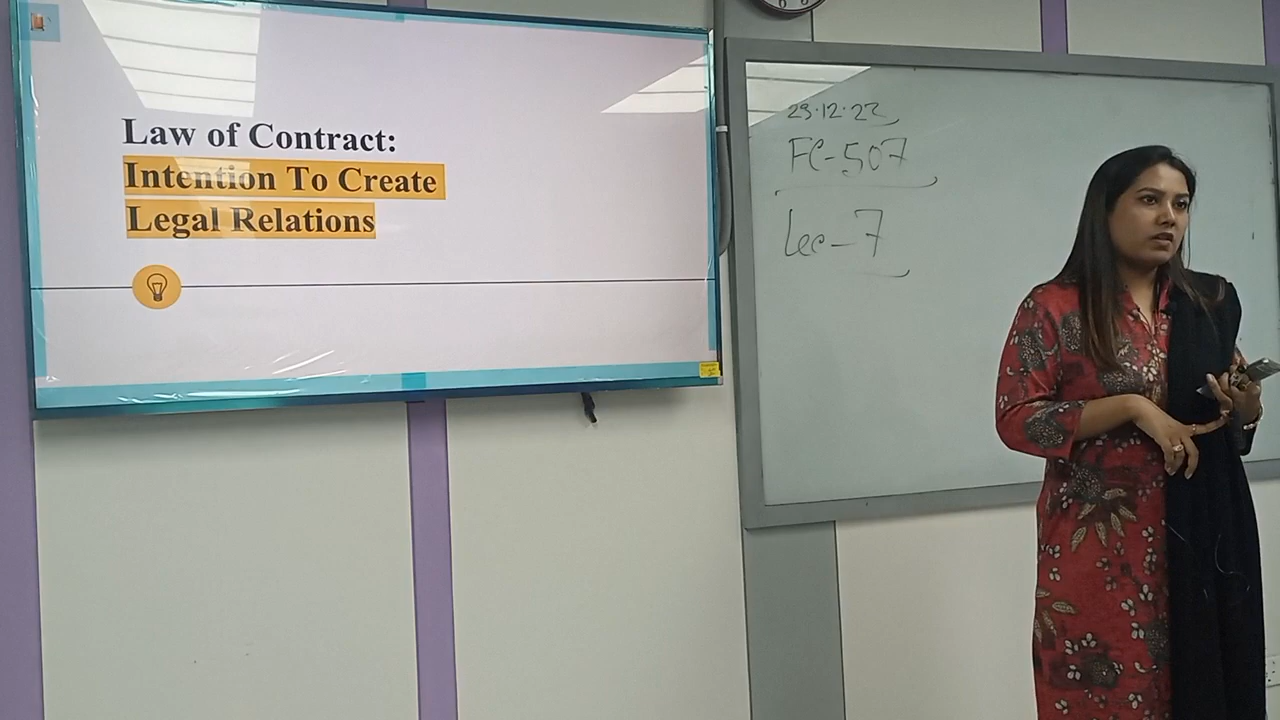 Law of Contract:
Intention To Create
Legal Relations
29.12.22
FC-507
Lec-7